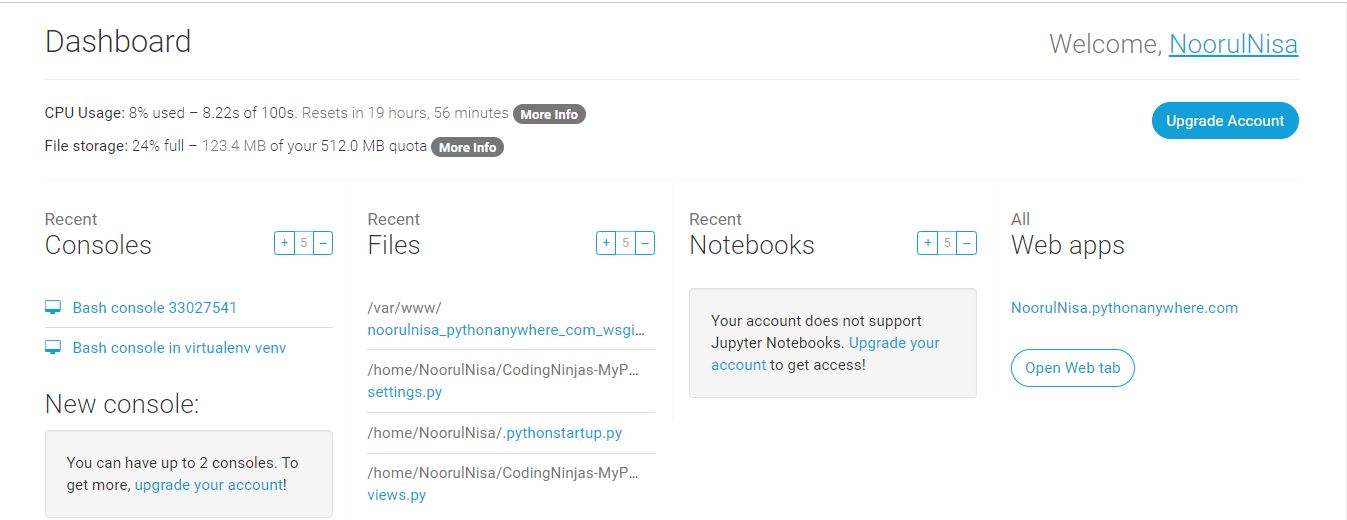 Dashboard
Welcome, NoorulNisa
CPU Usage: 8% used – 8.22s of 100s. Resets in 19 hours, 56 minutes More Info
File storage: 24% full – 123.4 MB of your 512.0 MB quota More Info
Upgrade Account
Recent
Consoles
+ 5 –
Bash console 33027541
Bash console in virtualenv venv
New console:
You can have up to 2 consoles. To
get more, upgrade your account!
Recent
Files
+ 5 –
/var/www/
noorulnisa_pythonanywhere_com_wsgi...
/home/NoorulNisa/CodingNinjas-MyP...
settings.py
/home/NoorulNisa/.pythonstartup.py
/home/NoorulNisa/CodingNinjas-MyP...
views.py
Recent
Notebooks
+ 5 –
Your account does not support
Jupyter Notebooks. Upgrade your
account to get access!
All
Web apps
NoorulNisa.pythonanywhere.com
Open Web tab